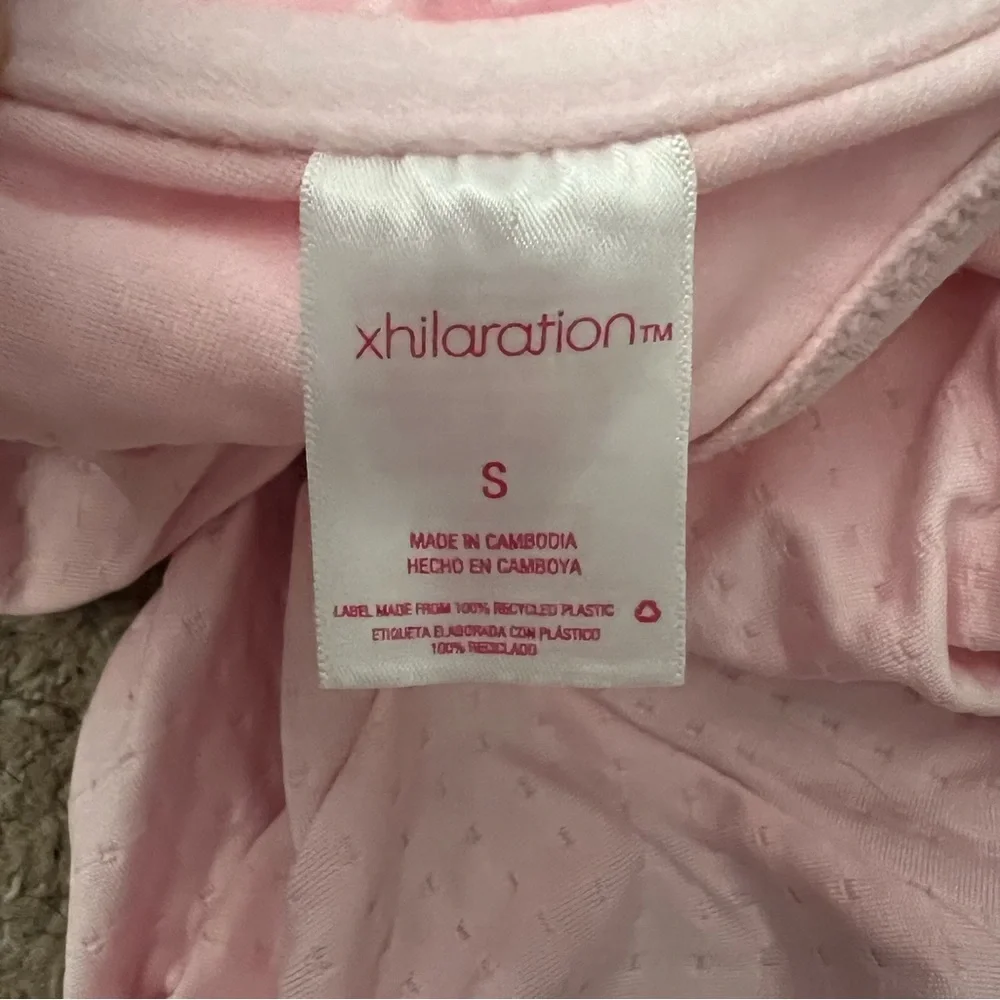 xhilaration™
S
MADE IN CAMBODIA
HECHO EN CAMBOYA
LABEL MADE FROM 100% RECYCLED PLASTIC
ETIQUETA ELABORADA CON PLÁSTICO
100% RECICLADO